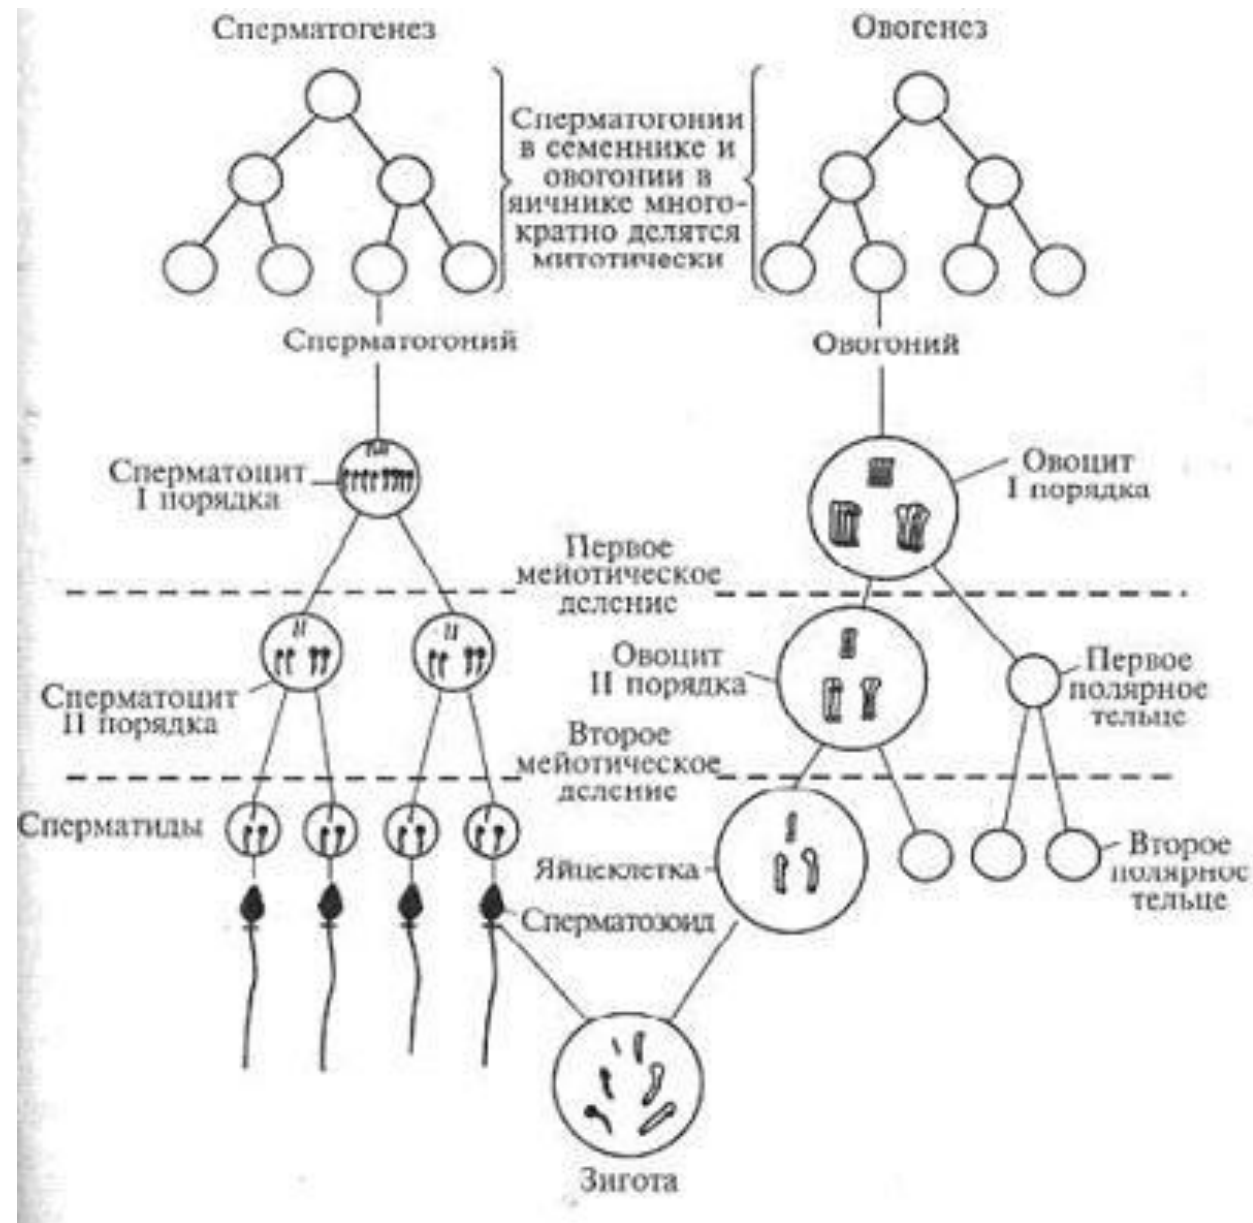 Сперматогенез
Овогенез
Сперматогонии
в семеннике и
овогонии в
яичнике много-
кратно делятся
митотически
Сперматогоний
Овогоний
Сперматоцит
I порядка
Овоцит
I порядка
Первое
мейотическое
деление
Сперматоцит
II порядка
Овоцит
II порядка
Первое
полярное
тельце
Второе
мейотическое
деление
Сперматиды
Яйцеклетка
Второе
полярное
тельце
Сперматозоид
Зигота